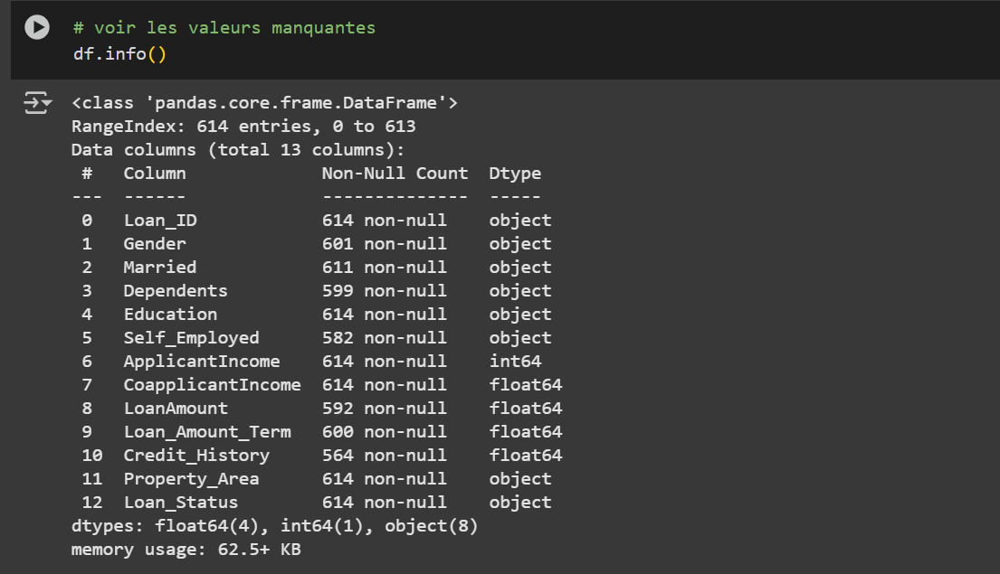 # voir les valeurs manquantes
df.info()
<class 'pandas.core.frame.DataFrame'>
RangeIndex: 614 entries, 0 to 613
Data columns (total 13 columns):
 #   Column             Non-Null Count  Dtype
---  ------             --------------  -----
 0   Loan_ID            614 non-null    object
 1   Gender             601 non-null    object
 2   Married            611 non-null    object
 3   Dependents         599 non-null    object
 4   Education          614 non-null    object
 5   Self_Employed      582 non-null    object
 6   ApplicantIncome    614 non-null    int64
 7   CoapplicantIncome  614 non-null    float64
 8   LoanAmount         592 non-null    float64
 9   Loan_Amount_Term   600 non-null    float64
 10  Credit_History     564 non-null    float64
 11  Property_Area      614 non-null    object
 12  Loan_Status        614 non-null    object
dtypes: float64(4), int64(1), object(8)
memory usage: 62.5+ KB